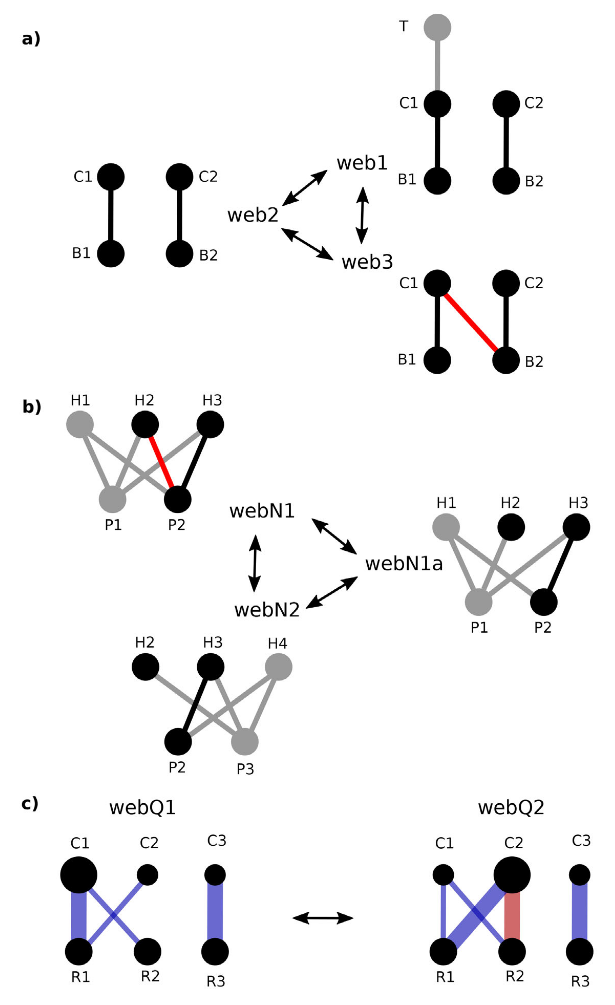 a)
T
C1 C2
web1
C1 C2
B1 B2
web2
B1 B2
web3
C1 C2
B1 B2
b)
H1 H2 H3
P1 P2
webN1
H1 H2 H3
webN1a
webN2
P1 P2
H2 H3 H4
P2 P3
c)
webQ1 webQ2
C1 C2 C3 C1 C2 C3
R1 R2 R3 R1 R2 R3